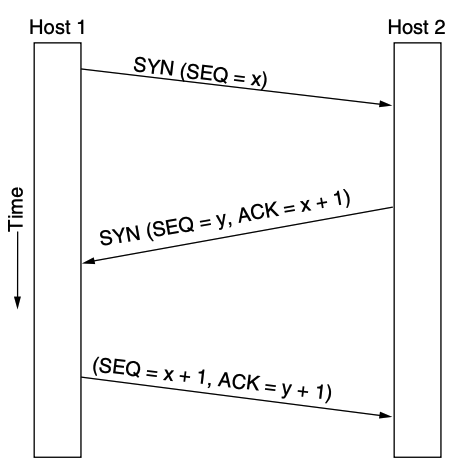 Host 1
Host 2
SYN (SEQ = x)
SYN (SEQ = y, ACK = x + 1)
Time
(SEQ = x + 1, ACK = y + 1)